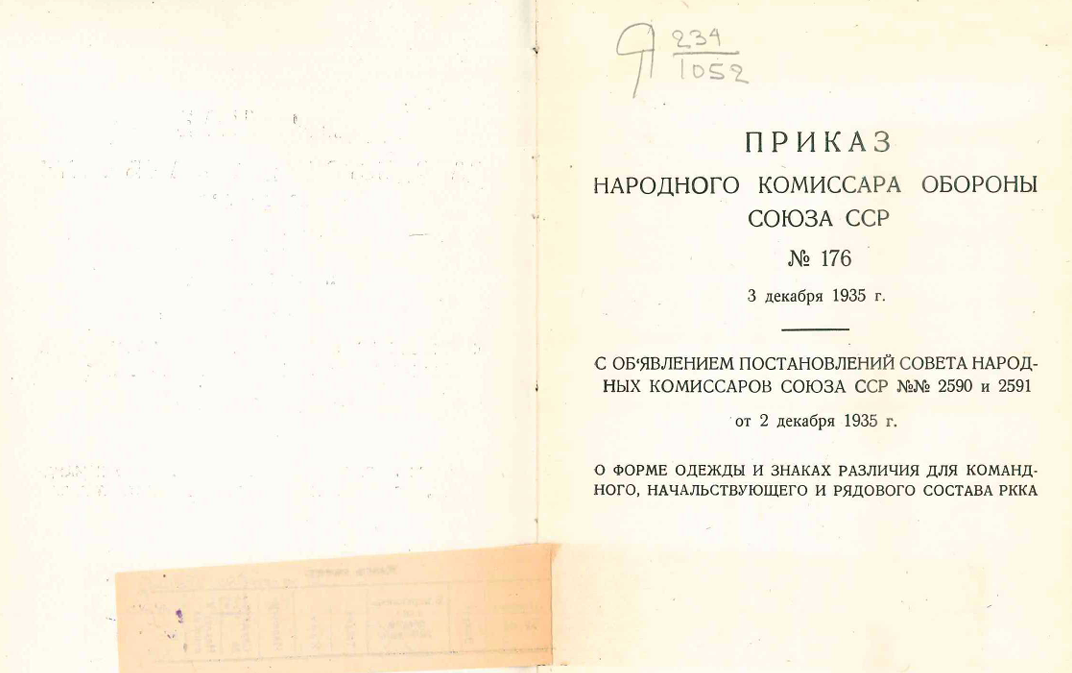 234
1052
ПРИКАЗ
НАРОДНОГО КОМИССАРА ОБОРОНЫ
СОЮЗА ССР
№ 176
3 декабря 1935 г.
С ОБ‘ЯВЛЕНИЕМ ПОСТАНОВЛЕНИЙ СОВЕТА НАРОД-
НЫХ КОМИССАРОВ СОЮЗА ССР №№ 2590 и 2591
от 2 декабря 1935 г.
О ФОРМЕ ОДЕЖДЫ И ЗНАКАХ РАЗЛИЧИЯ ДЛЯ КОМАНД-
НОГО, НАЧАЛЬСТВУЮЩЕГО И РЯДОВОГО СОСТАВА РККА